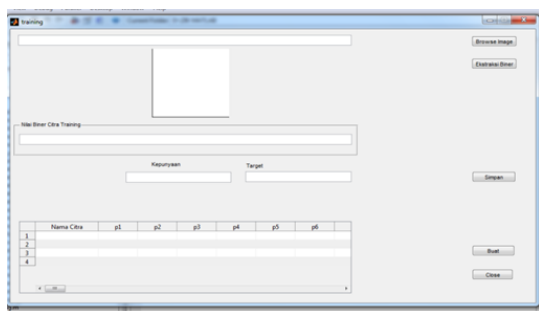 training
Browse Image
Ekstraksi Biner
Nilai Biner Citra Training
Kepunyaan Target
Simpan
Nama Citra p1 p2 p3 p4 p5 p6
1
2
3
4
Buat
Close